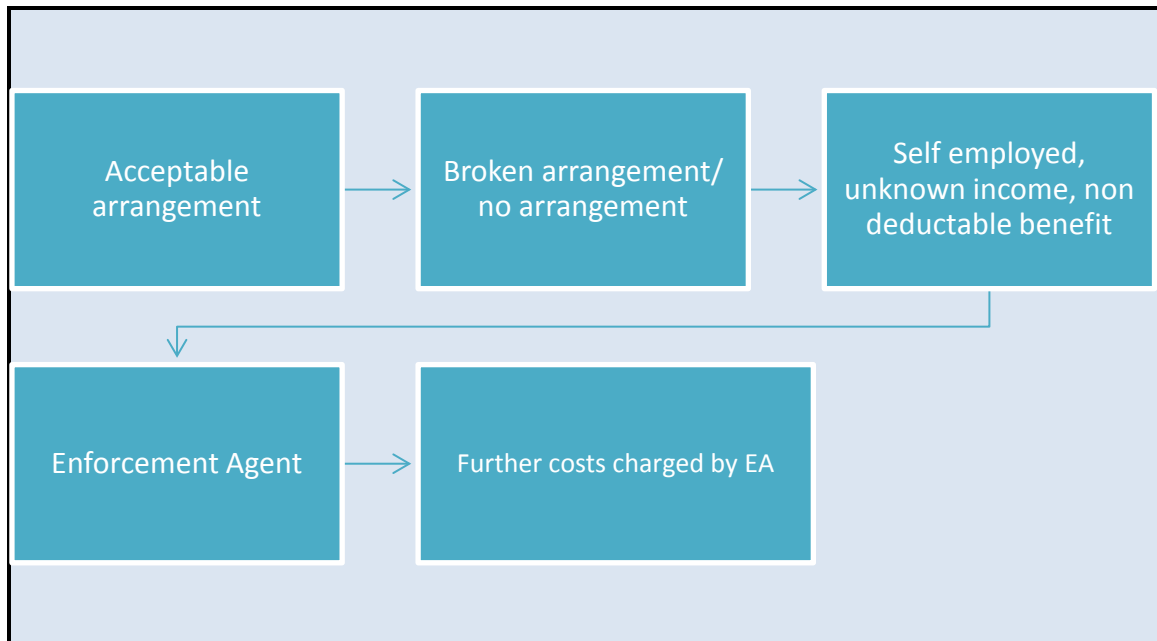 Acceptable
arrangement
Broken arrangement/
no arrangement
Self employed,
unknown income, non
deductable benefit
Enforcement Agent
Further costs charged by EA